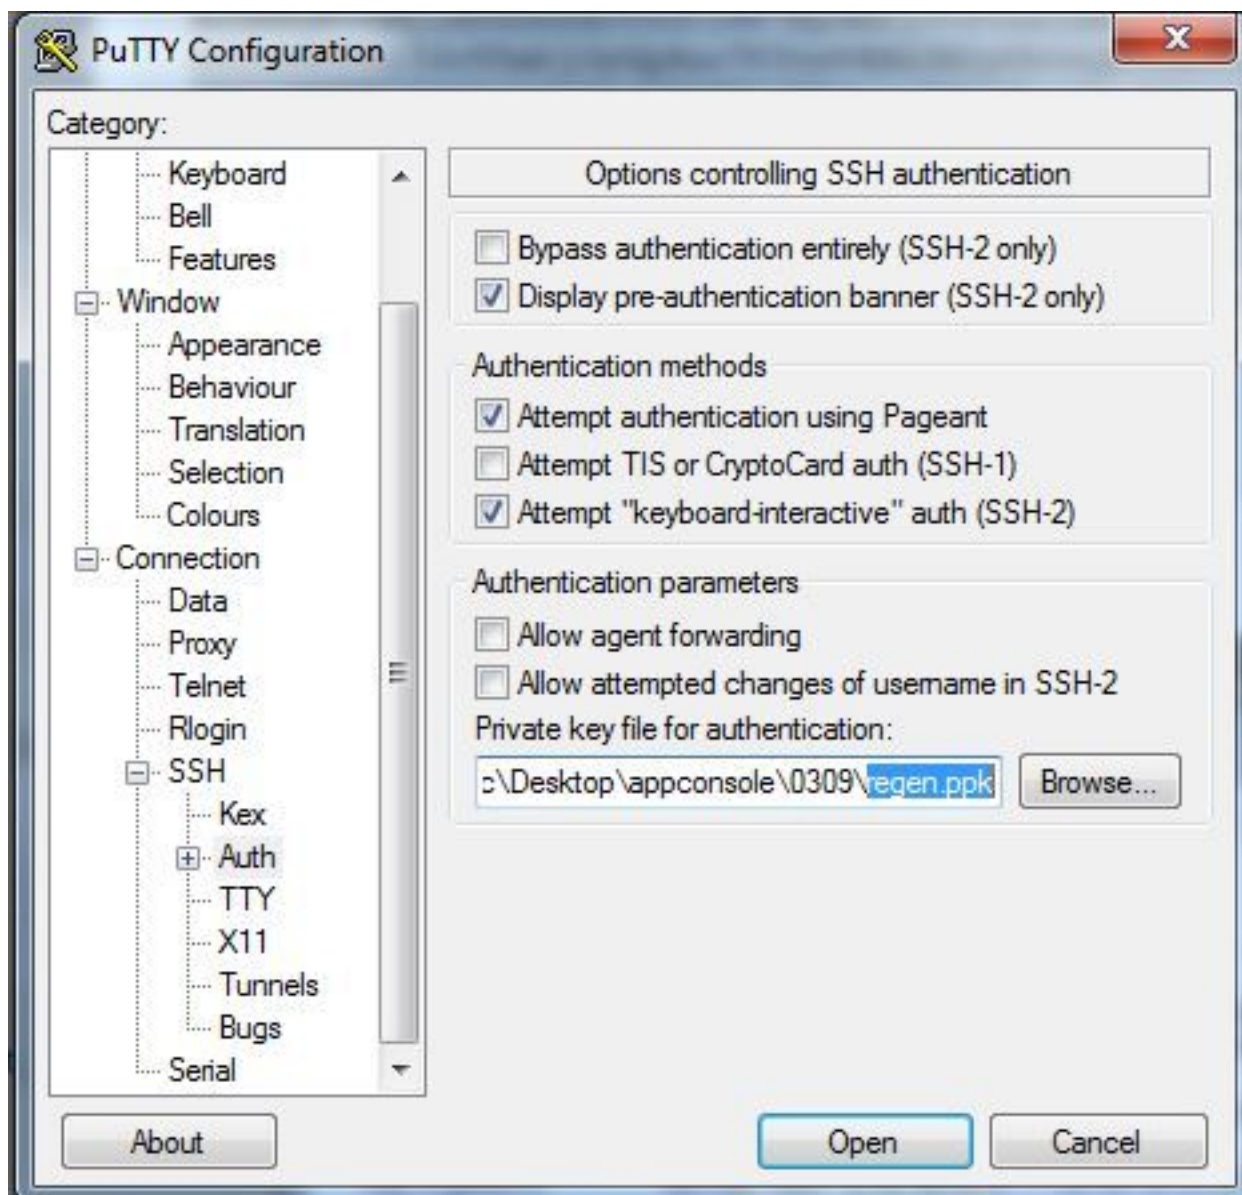 PuTTY Configuration
Category:
Keyboard
Bell
Features
Window
Appearance
Behaviour
Translation
Selection
Colours
Connection
Data
Proxy
Telnet
Rlogin
SSH
Kex
Auth
TTY
X11
Tunnels
Bugs
Serial
Options controlling SSH authentication
Bypass authentication entirely (SSH-2 only)
Display pre-authentication banner (SSH-2 only)
Authentication methods
Attempt authentication using Pageant
Attempt TIS or CryptoCard auth (SSH-1)
Attempt "keyboard-interactive" auth (SSH-2)
Authentication parameters
Allow agent forwarding
Allow attempted changes of username in SSH-2
Private key file for authentication:
c\Desktop\appconsole\0309\regen.ppk
Browse...
About
Open
Cancel